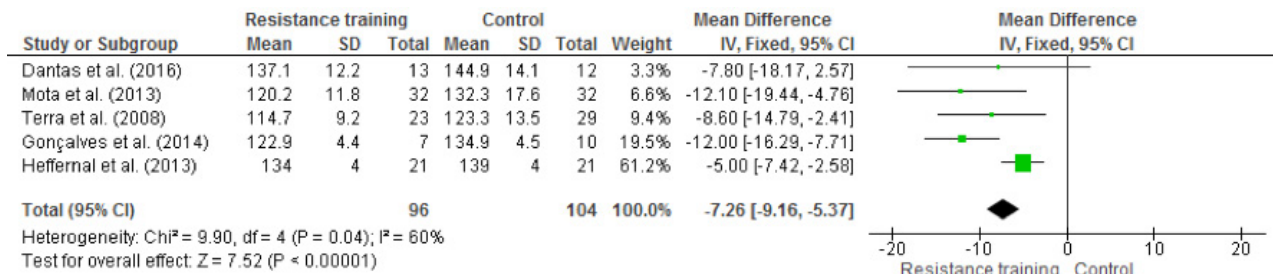 Resistance training Control Mean Difference Mean Difference
Study or Subgroup Mean SD Total Mean SD Total Weight IV, Fixed, 95% CI IV, Fixed, 95% CI
Dantas et al. (2016) 137.1 12.2 13 144.9 14.1 12 3.3% -7.80 [-18.17, 2.57]
Mota et al. (2013) 120.2 11.8 32 132.3 17.6 32 6.6% -12.10 [-19.44, -4.76]
Terra et al. (2008) 114.7 9.2 23 123.3 13.5 29 9.4% -8.60 [-14.79, -2.41]
Gonçalves et al. (2014) 122.9 4.4 7 134.9 4.5 10 19.5% -12.00 [-16.29, -7.71]
Heffernal et al. (2013) 134 4 21 139 4 21 61.2% -5.00 [-7.42, -2.58]
Total (95% CI) 96 104 100.0% -7.26 [-9.16, -5.37]
Heterogeneity: Chi² = 9.90, df = 4 (P = 0.04); I² = 60%
Test for overall effect: Z = 7.52 (P < 0.00001)
-20 -10 0 10 20
Resistance training Control